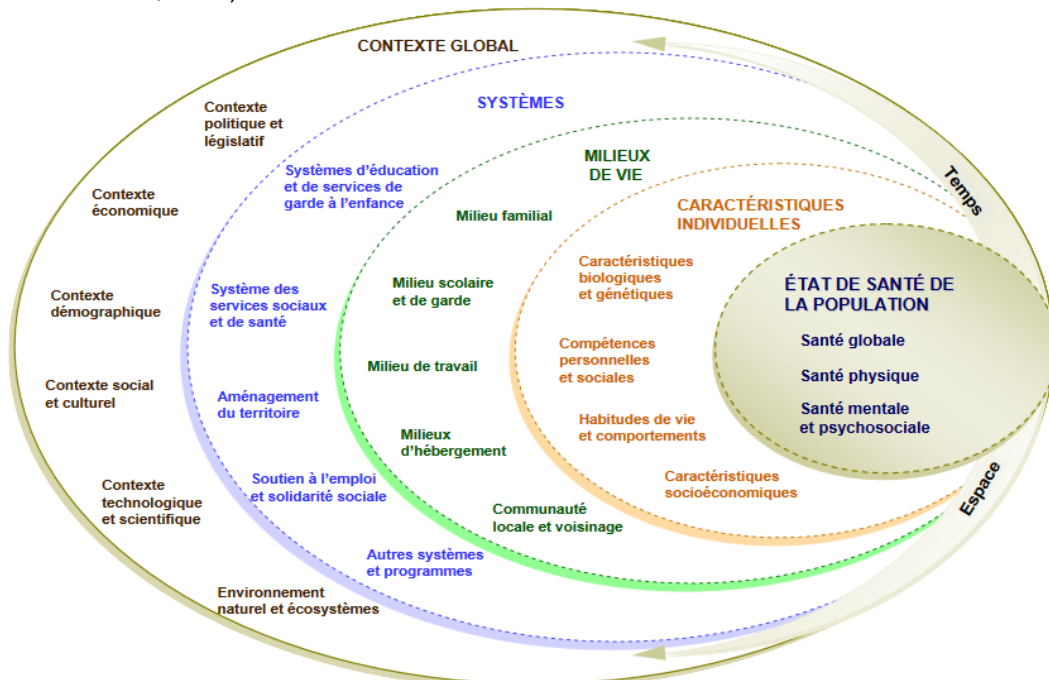 CONTEXTE GLOBAL
Contexte
politique et
législatif
Contexte
économique
Contexte
démographique
Contexte social
et culturel
Contexte
technologique
et scientifique
Environnement
naturel et écosystèmes
SYSTÈMES
Systèmes d'éducation
et de services de
garde à l'enfance
Système des
services sociaux
et de santé
Aménagement
du territoire
Soutien à l'emploi
et solidarité sociale
Autres systèmes
et programmes
MILIEUX
DE VIE
Milieu familial
Milieu scolaire
et de garde
Milieu de travail
Milieux
d'hébergement
Communauté
locale et voisinage
CARACTÉRISTIQUES
INDIVIDUELLES
Caractéristiques
biologiques
et génétiques
Compétences
personnelles
et sociales
Habitudes de vie
et comportements
Caractéristiques
socioéconomiques
ÉTAT DE SANTÉ DE
LA POPULATION
Santé globale
Santé physique
Santé mentale
et psychosociale
Temps
Espace